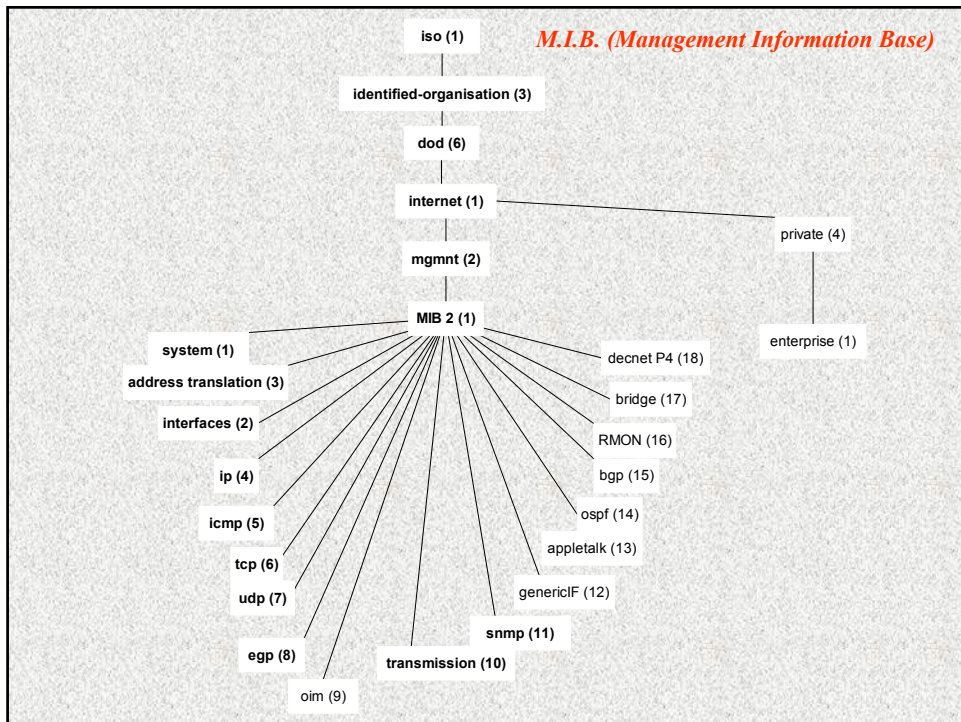 iso (1)
M.I.B. (Management Information Base)
identified-organisation (3)
dod (6)
internet (1)
private (4)
mgmnt (2)
MIB 2 (1)
enterprise (1)
system (1)
address translation (3)
interfaces (2)
ip (4)
icmp (5)
tcp (6)
udp (7)
egp (8)
oim (9)
transmission (10)
snmp (11)
genericIF (12)
appletalk (13)
ospf (14)
bgp (15)
RMON (16)
bridge (17)
decnet P4 (18)